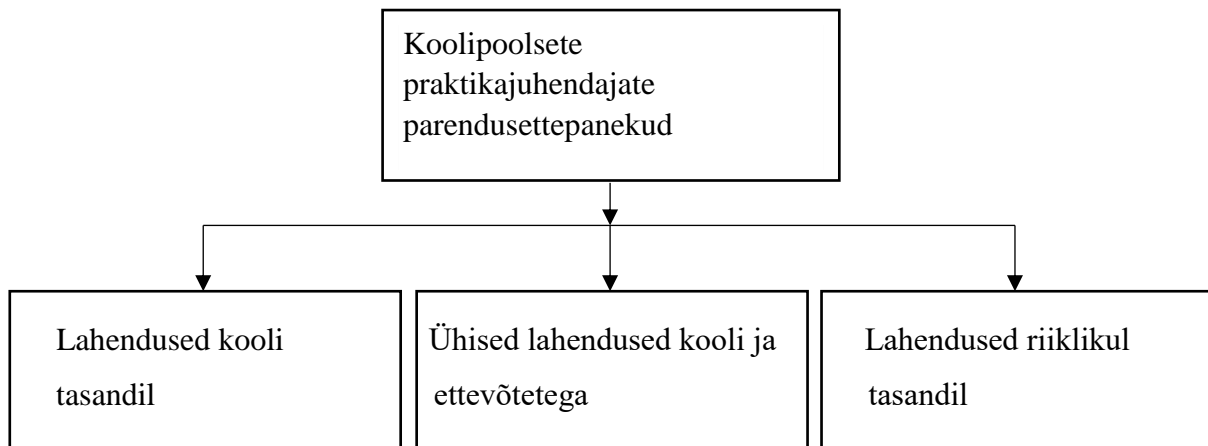 Koolipoolsete
praktikajuhendajate
parendusettepanekud
Lahendused kooli
tasandil
Ühised lahendused kooli ja
ettevõtetega
Lahendused riiklikul
tasandil